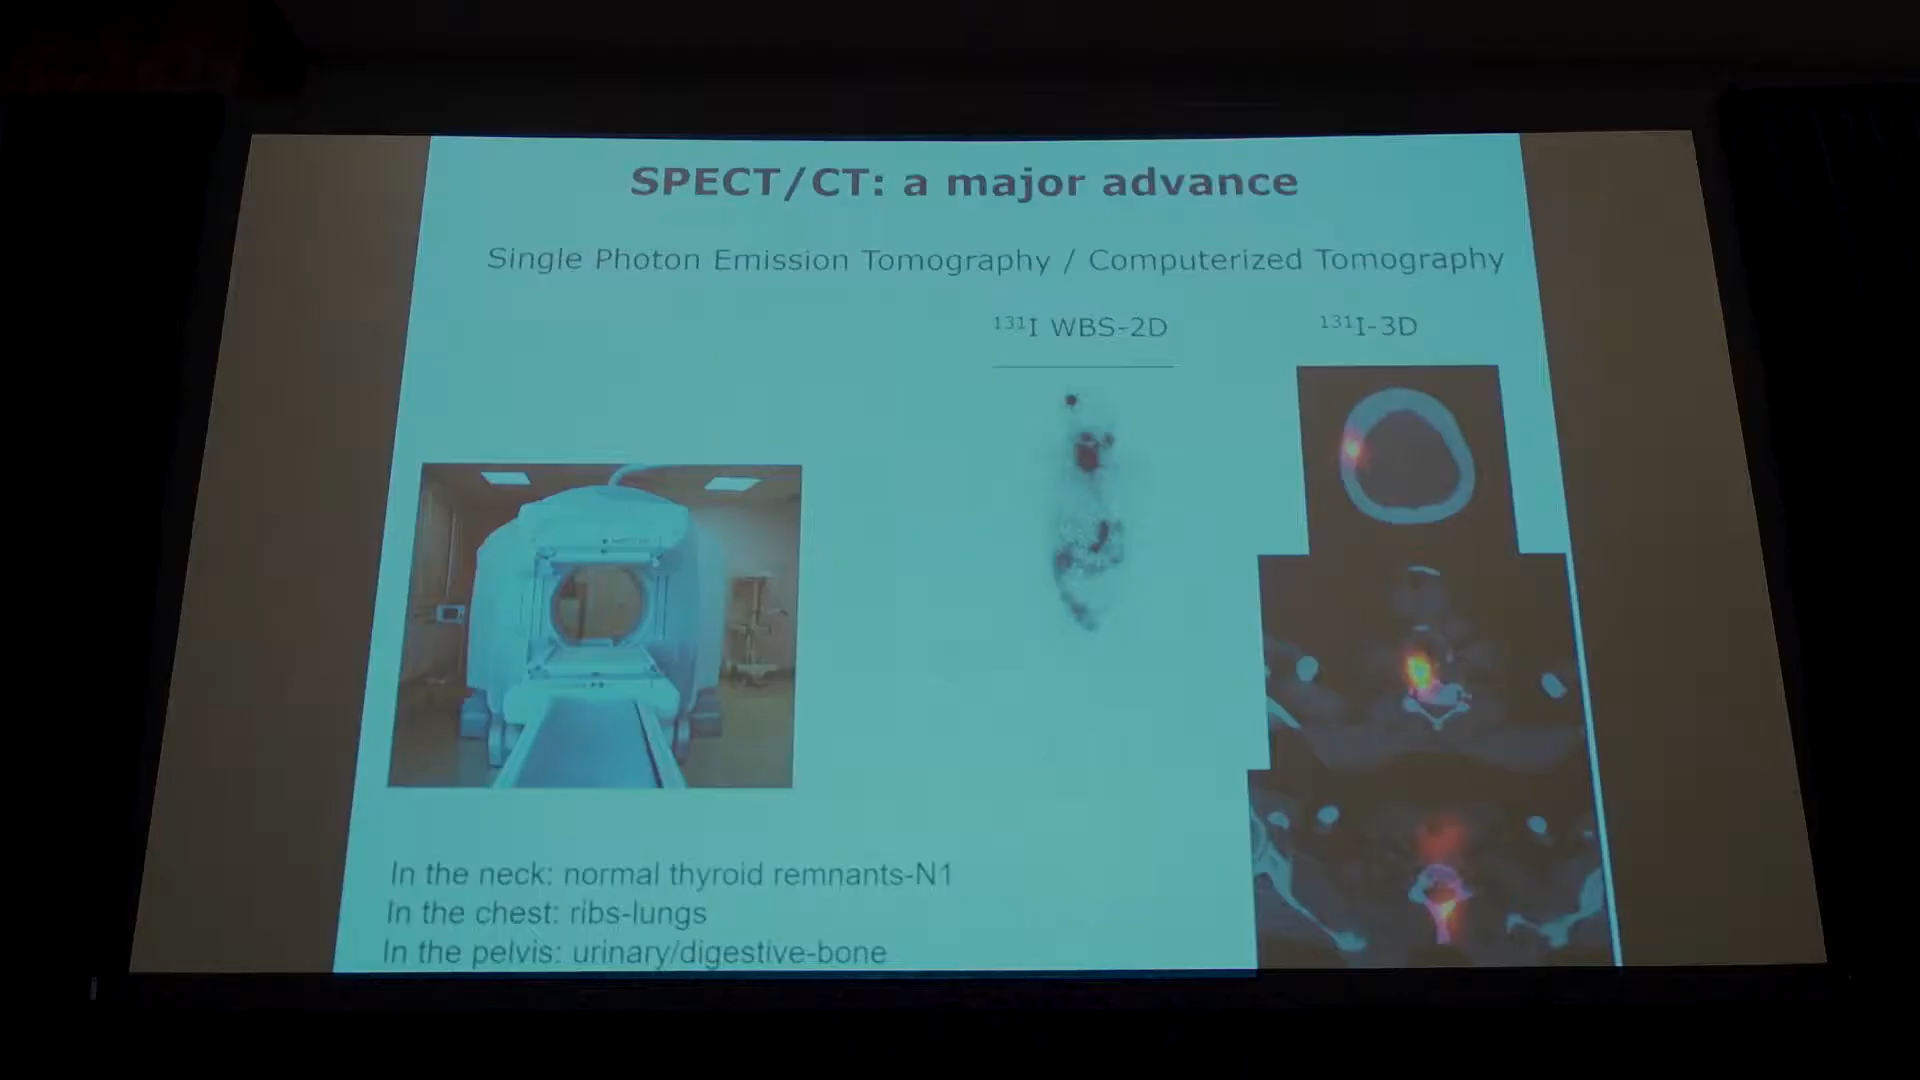 SPECT/CT: a major advance
Single Photon Emission Tomography / Computerized Tomography
¹³¹I WBS-2D
¹³¹I-3D
In the neck: normal thyroid remnants-N1
In the chest: ribs-lungs
In the pelvis: urinary/digestive-bone